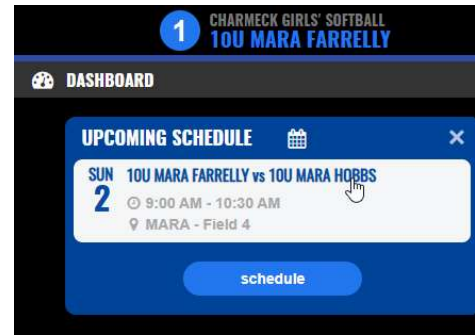 1
CHARMECK GIRLS' SOFTBALL
10U MARA FARRELLY
DASHBOARD
UPCOMING SCHEDULE
SUN
2
10U MARA FARRELLY vs 10U MARA HOBBS
9:00 AM - 10:30 AM
MARA - Field 4
schedule